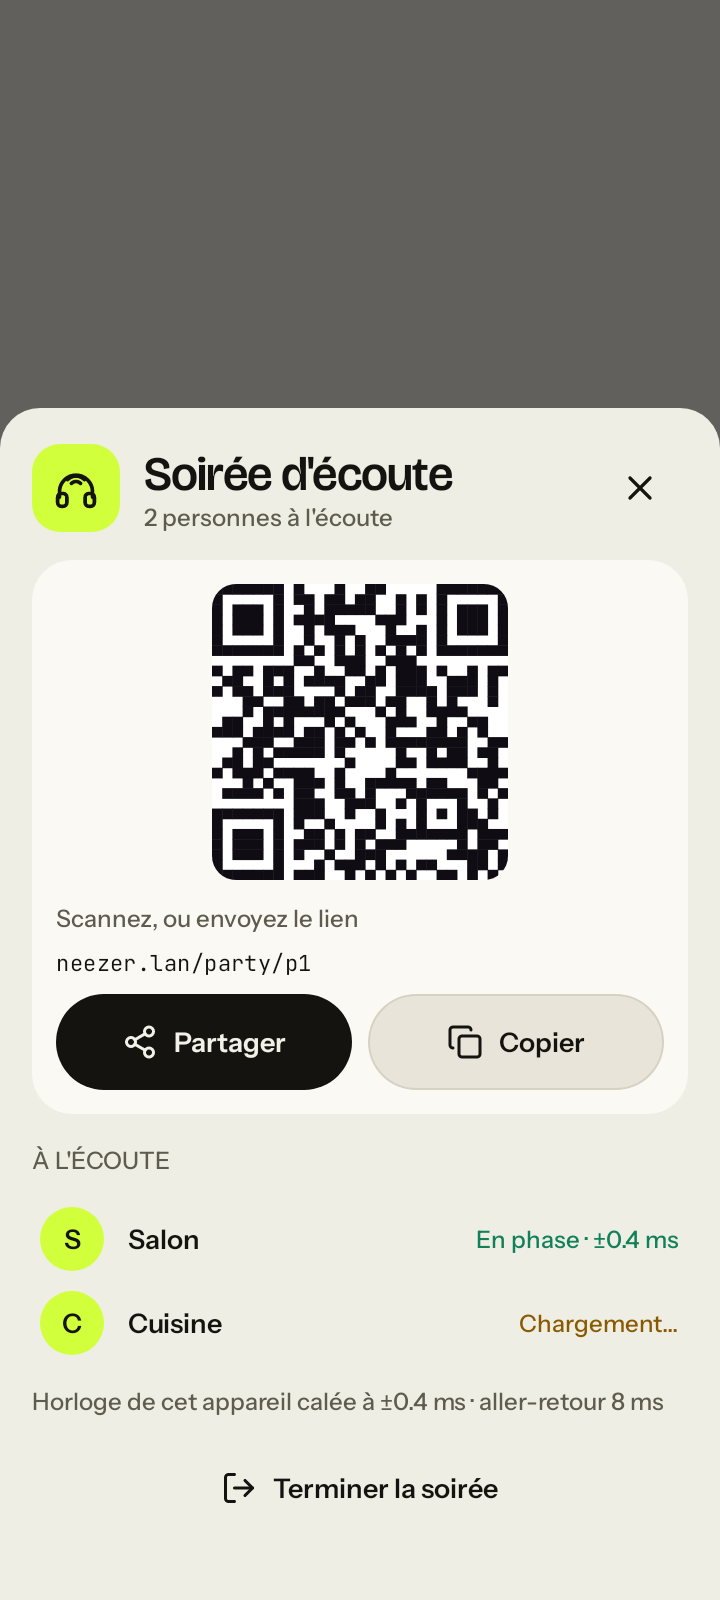 Soirée d'écoute
2 personnes à l'écoute
Scannez, ou envoyez le lien
neezer.lan/party/p1
Partager
Copier
À L'ÉCOUTE
S Salon En phase · ±0.4 ms
C Cuisine Chargement…
Horloge de cet appareil calée à ±0.4 ms · aller-retour 8 ms
Terminer la soirée